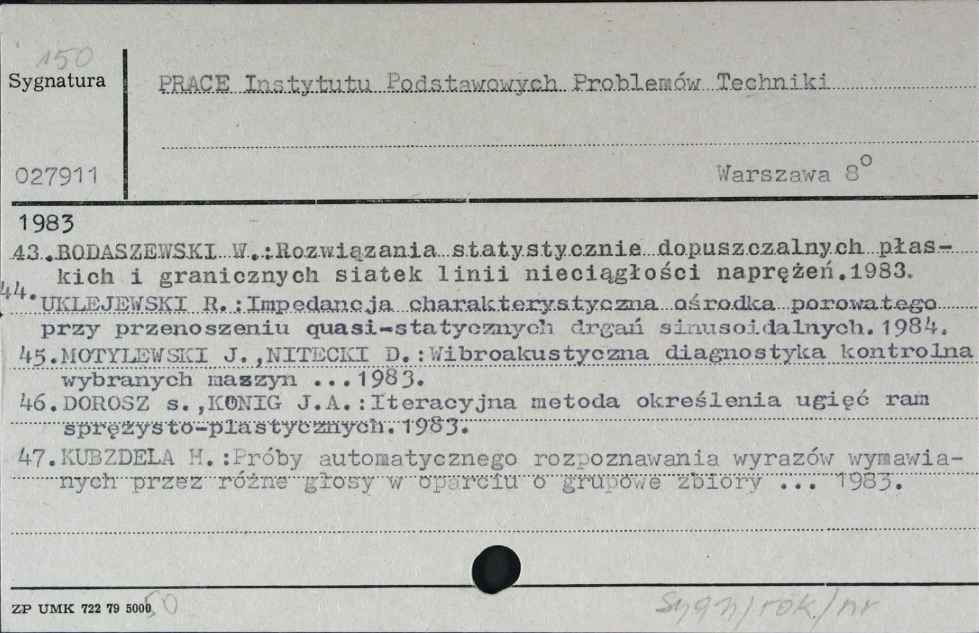 150
Sygnatura
PRACE Instytutu Podstawowych Problemów Techniki
027911
Warszawa 8°
1983
43. BODASZEWSKI W.:Rozwiązania statystycznie dopuszczalnych płas-
kich i granicznych siatek linii nieciągłości naprężeń.1983.
44. UKLEJEWSKI R.:Impedancja charakterystyczna ośrodka porowatego
przy przenoszeniu quasi-statycznych drgań sinusoidalnych.1984.
45.MOTYLEWSKI J.,NITECKI D.:Wibroakustyczna diagnostyka kontrolna
wybranych maszyn ...1983.
46.DOROSZ s.,KÖNIG J.A.:Iteracyjna metoda określenia ugięć ram
sprężysto-plastycznych.1983.
47.KUBZDELA H.:Próby automatycznego rozpoznawania wyrazów wymawia-
nych przez różne głosy w oparciu o grupowe zbiory ... 1983.
ZP UMK 722 79 5000 50
sygn/rok/nr